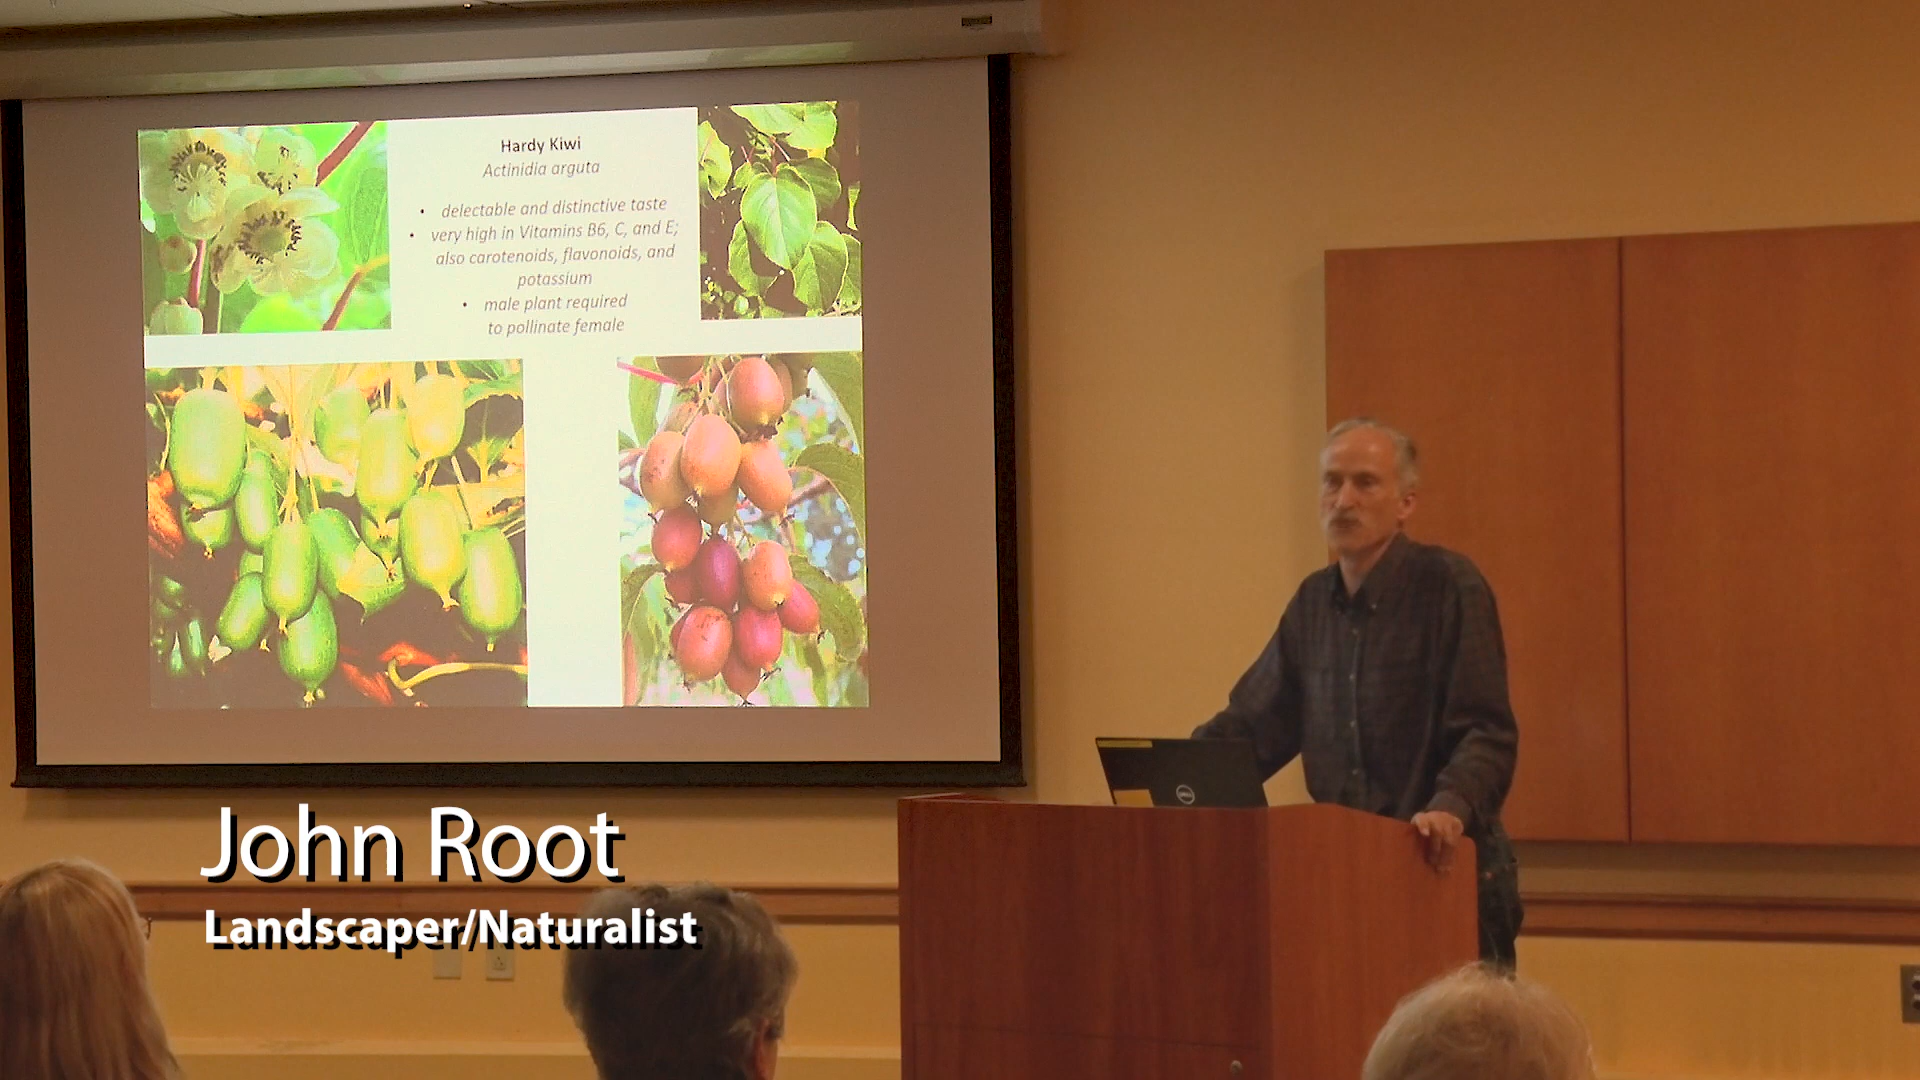 Hardy Kiwi
Actinidia arguta
• delectable and distinctive taste
• very high in Vitamins B6, C, and E;
also carotenoids, flavonoids, and
potassium
• male plant required
to pollinate female
DELL
John Root
Landscaper/Naturalist